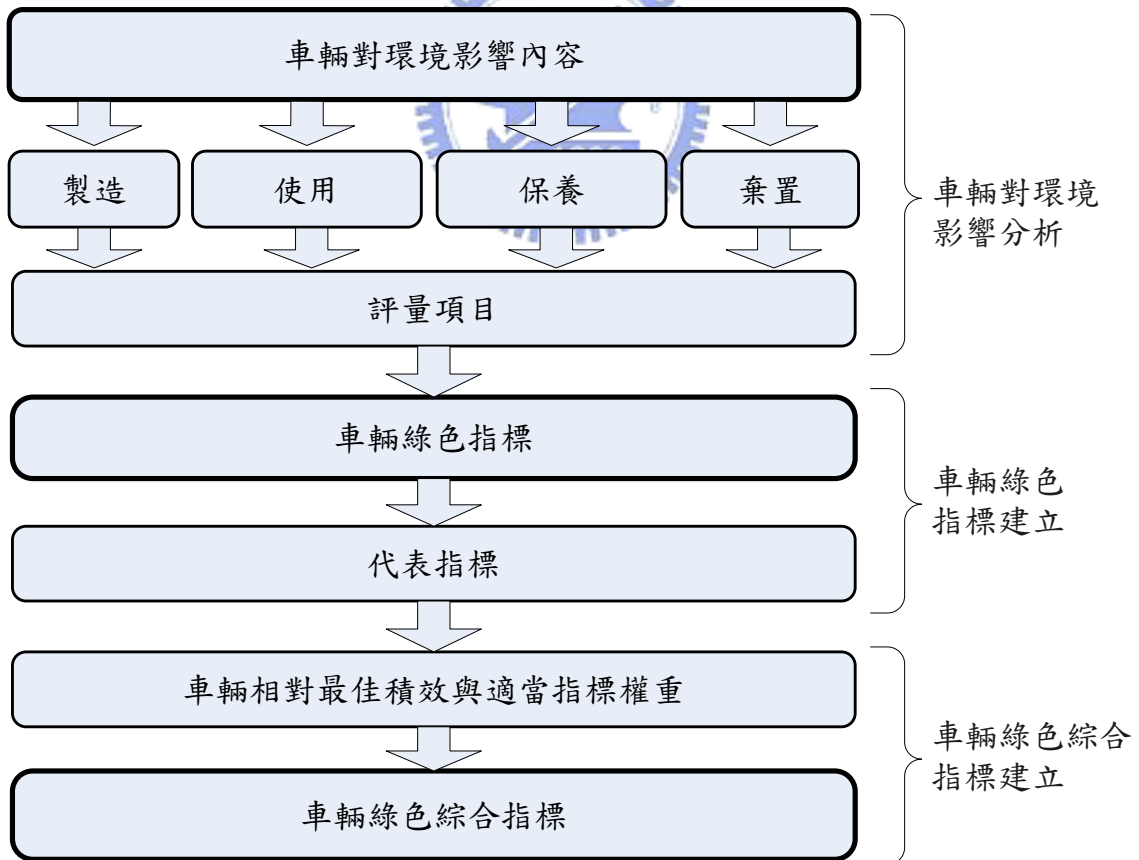 車輛對環境影響內容
製造
使用
保養
棄置
評量項目
車輛對環境
影響分析
車輛綠色指標
代表指標
車輛綠色
指標建立
車輛相對最佳積效與適當指標權重
車輛綠色綜合指標
車輛綠色綜合
指標建立